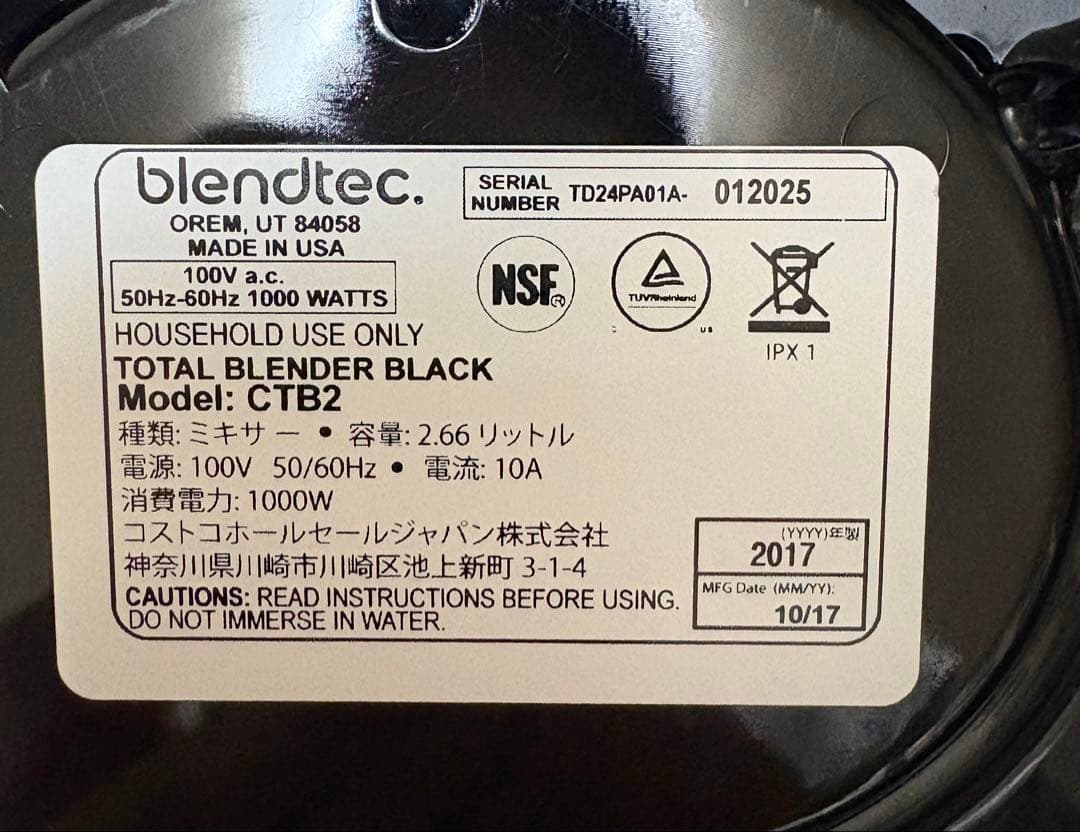 blendtec.
OREM, UT 84058
MADE IN USA
100V a.c.
50Hz-60Hz 1000 WATTS
SERIAL NUMBER TD24PA01A- 012025
NSF®
TÜVRheinland
C US
IPX 1
HOUSEHOLD USE ONLY
TOTAL BLENDER BLACK
Model: CTB2
種類: ミキサー • 容量: 2.66 リットル
電源: 100V 50/60Hz • 電流: 10A
消費電力: 1000W
コストコホールセールジャパン株式会社
神奈川県川崎市川崎区池上新町 3-1-4
CAUTIONS: READ INSTRUCTIONS BEFORE USING.
DO NOT IMMERSE IN WATER.
(YYYY)年製
2017
MFG Date (MM/YY):
10/17